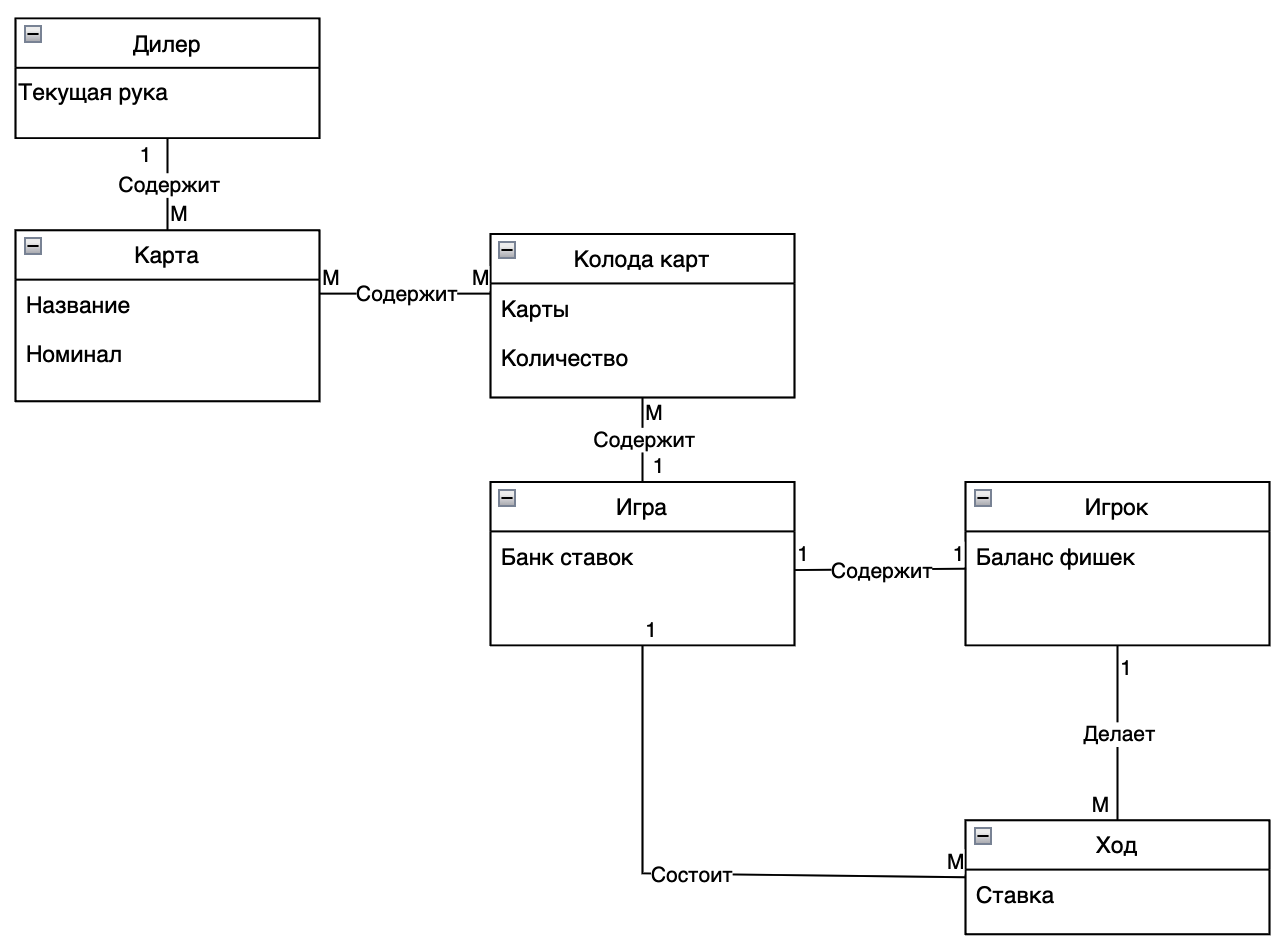 Дилер
Текущая рука
1
Содержит
М
Карта
Название
Номинал
М
Содержит
М
Колода карт
Карты
Количество
М
Содержит
1
Игра
Банк ставок
1
Содержит
1
Игрок
Баланс фишек
1
1
Делает
М
Состоит
М
Ход
Ставка